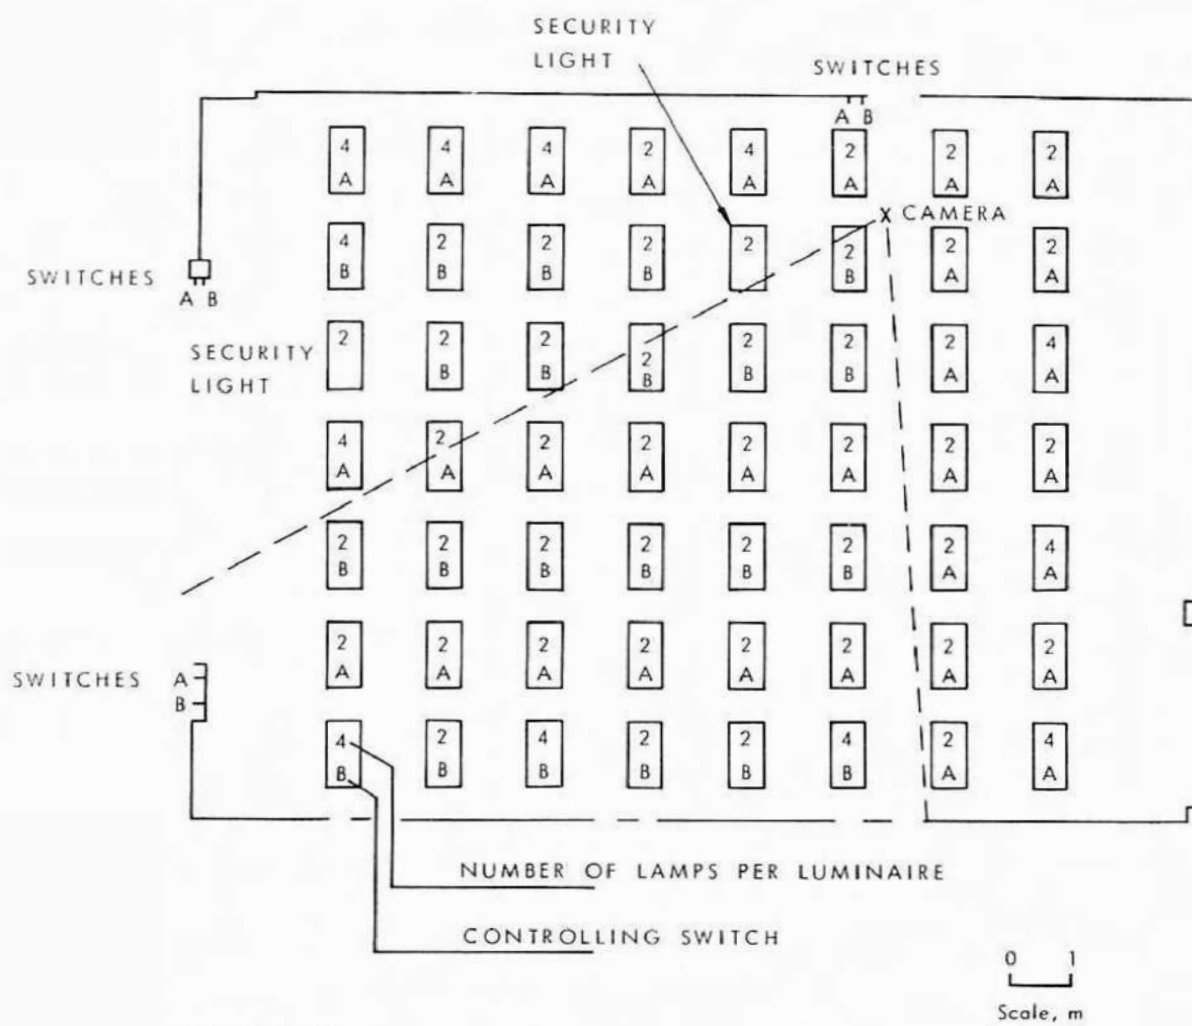 SECURITY
LIGHT
SWITCHES
A B
4 4 4 2 4 2 2 2
A A A A A A A A
X CAMERA
4 2 2 2 2 2 2 2
B B B B B A A
SWITCHES
A B
SECURITY
LIGHT
2 2 2 2 2 2 2 4
B B B B B A A
4 2 2 2 2 2 2 2
A A A A A A A A
2 2 2 2 2 2 2 4
B B B B B B A A
SWITCHES
A
B
2 2 2 2 2 2 2 2
A A A A A A A A
4 2 4 2 2 4 2 4
B B B B B B A A
NUMBER OF LAMPS PER LUMINAIRE
CONTROLLING SWITCH
0 1
Scale, m